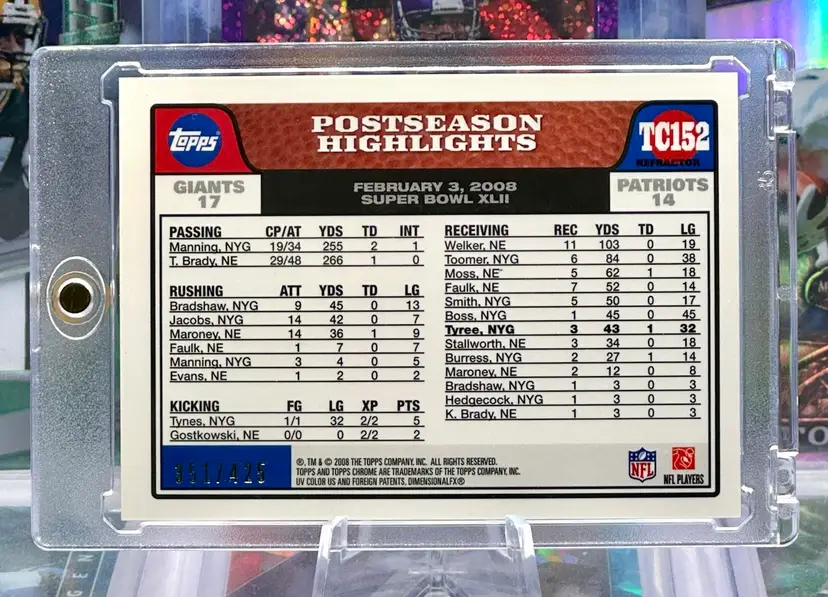 Topps
POSTSEASON
HIGHLIGHTS
TC152
REFRACTOR
GIANTS
17
FEBRUARY 3, 2008
SUPER BOWL XLII
PATRIOTS
14
PASSING CP/AT YDS TD INT
Manning, NYG 19/34 255 2 1
T. Brady, NE 29/48 266 1 0
RUSHING ATT YDS TD LG
Bradshaw, NYG 9 45 0 13
Jacobs, NYG 14 42 0 7
Maroney, NE 14 36 1 9
Faulk, NE 1 7 0 7
Manning, NYG 3 4 0 5
Evans, NE 1 2 0 2
KICKING FG LG XP PTS
Tynes, NYG 1/1 32 2/2 5
Gostkowski, NE 0/0 0 2/2 2
RECEIVING REC YDS TD LG
Welker, NE 11 103 0 19
Toomer, NYG 6 84 0 38
Moss, NE 5 62 1 18
Faulk, NE 7 52 0 14
Smith, NYG 5 50 0 17
Boss, NYG 1 45 0 45
Tyree, NYG 3 43 1 32
Stallworth, NE 3 34 0 18
Burress, NYG 2 27 1 14
Maroney, NE 2 12 0 8
Bradshaw, NYG 1 3 0 3
Hedgecock, NYG 1 3 0 3
K. Brady, NE 1 3 0 3
351/425
®, TM & © 2008 THE TOPPS COMPANY, INC. ALL RIGHTS RESERVED.
TOPPS AND TOPPS CHROME ARE TRADEMARKS OF THE TOPPS COMPANY, INC.
UV COLOR US AND FOREIGN PATENTS, DIMENSIONALFX®
NFL
NFL PLAYERS